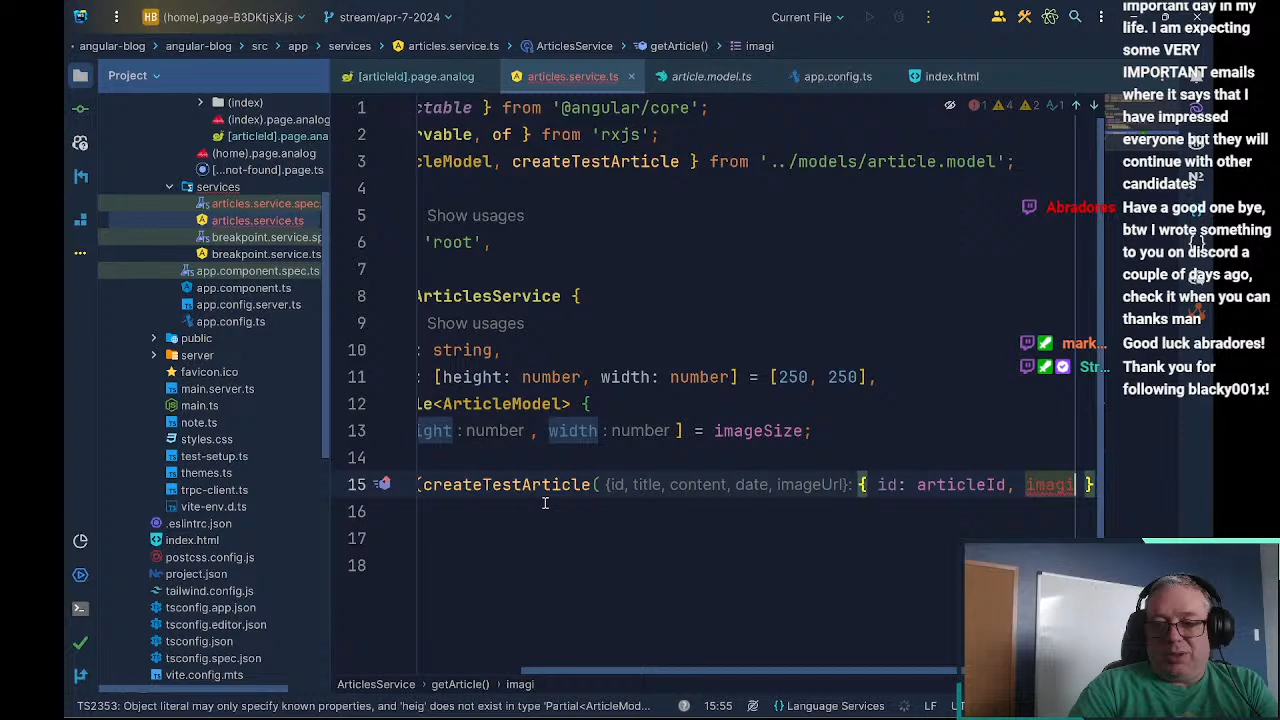 HB (home).page-B3DKtjsX.js
stream/apr-7-2024
Current File
angular-blog
angular-blog
src
app
services
articles.service.ts
ArticlesService
getArticle()
imagi
Project
[articleId].page.analog
articles.service.ts
article.model.ts
app.config.ts
index.html
(index)
(index).page.analog
[articleId].page.ana
(home).page.analog
[...not-found].page.ts
services
articles.service.spec.
articles.service.ts
breakpoint.service.sp
breakpoint.service.ts
app.component.spec.ts
app.component.ts
app.config.server.ts
app.config.ts
public
server
favicon.ico
main.server.ts
main.ts
note.ts
styles.css
test-setup.ts
themes.ts
trpc-client.ts
vite-env.d.ts
.eslintrc.json
index.html
postcss.config.js
project.json
tailwind.config.js
tsconfig.app.json
tsconfig.editor.json
tsconfig.json
tsconfig.spec.json
vite.config.mts
1 ctable } from '@angular/core';
2 rvable, of } from 'rxjs';
3 cleModel, createTestArticle } from '../models/article.model';
4
5 Show usages
6 'root',
7
8 ArticlesService {
9 Show usages
10 : string,
11 : [height: number, width: number] = [250, 250],
12 le<ArticleModel> {
13 ight : number , width : number ] = imageSize;
14
15 (createTestArticle( {id, title, content, date, imageUrl}: { id: articleId, imagi }
16
17
18
1 4 2 1
important day in my
life. I am expecting
some VERY
IMPORTANT emails
where it says that I
have impressed
everyone but they will
continue with other
candidates
Abradores
Have a good one bye,
btw I wrote something
to you on discord a
couple of days ago,
check it when you can
thanks man
mark...
Good luck abradores!
Str...
Thank you for
following blacky001x!
ArticlesService
getArticle()
imagi
TS2353: Object literal may only specify known properties, and 'heig' does not exist in type 'Partial<ArticleMod...
15:55
Language Services
LF